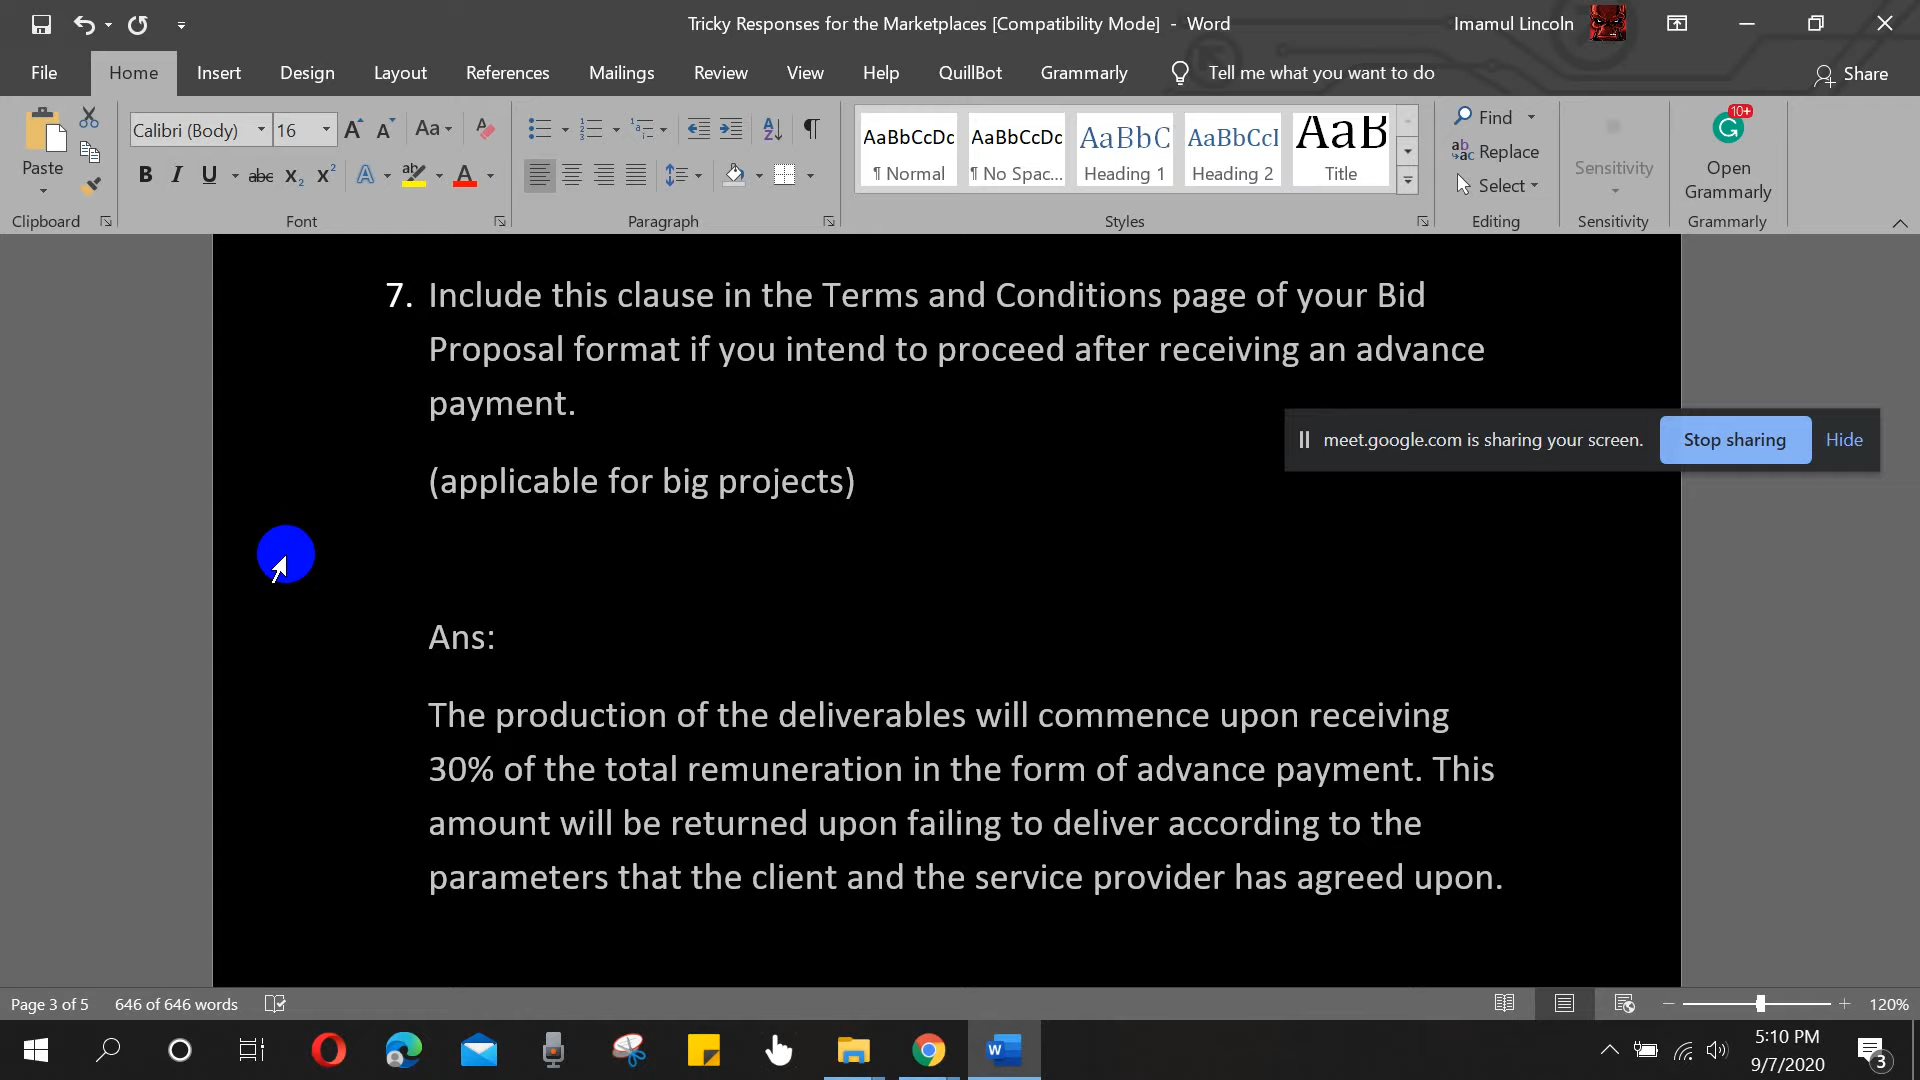 Tricky Responses for the Marketplaces [Compatibility Mode] - Word
Imamul Lincoln
File Home Insert Design Layout References Mailings Review View Help QuillBot Grammarly Tell me what you want to do Share
Paste
Clipboard
Calibri (Body) 16
Font
Paragraph
AaBbCcDc AaBbCcDc AaBbC AaBbCcI AaB
¶ Normal ¶ No Spac... Heading 1 Heading 2 Title
Styles
Find
Replace
Select
Editing
Sensitivity
Sensitivity
10+
Open
Grammarly
Grammarly
7. Include this clause in the Terms and Conditions page of your Bid
Proposal format if you intend to proceed after receiving an advance
payment.
meet.google.com is sharing your screen. Stop sharing Hide
(applicable for big projects)
Ans:
The production of the deliverables will commence upon receiving
30% of the total remuneration in the form of advance payment. This
amount will be returned upon failing to deliver according to the
parameters that the client and the service provider has agreed upon.
Page 3 of 5 646 of 646 words 120%
5:10 PM
9/7/2020
3